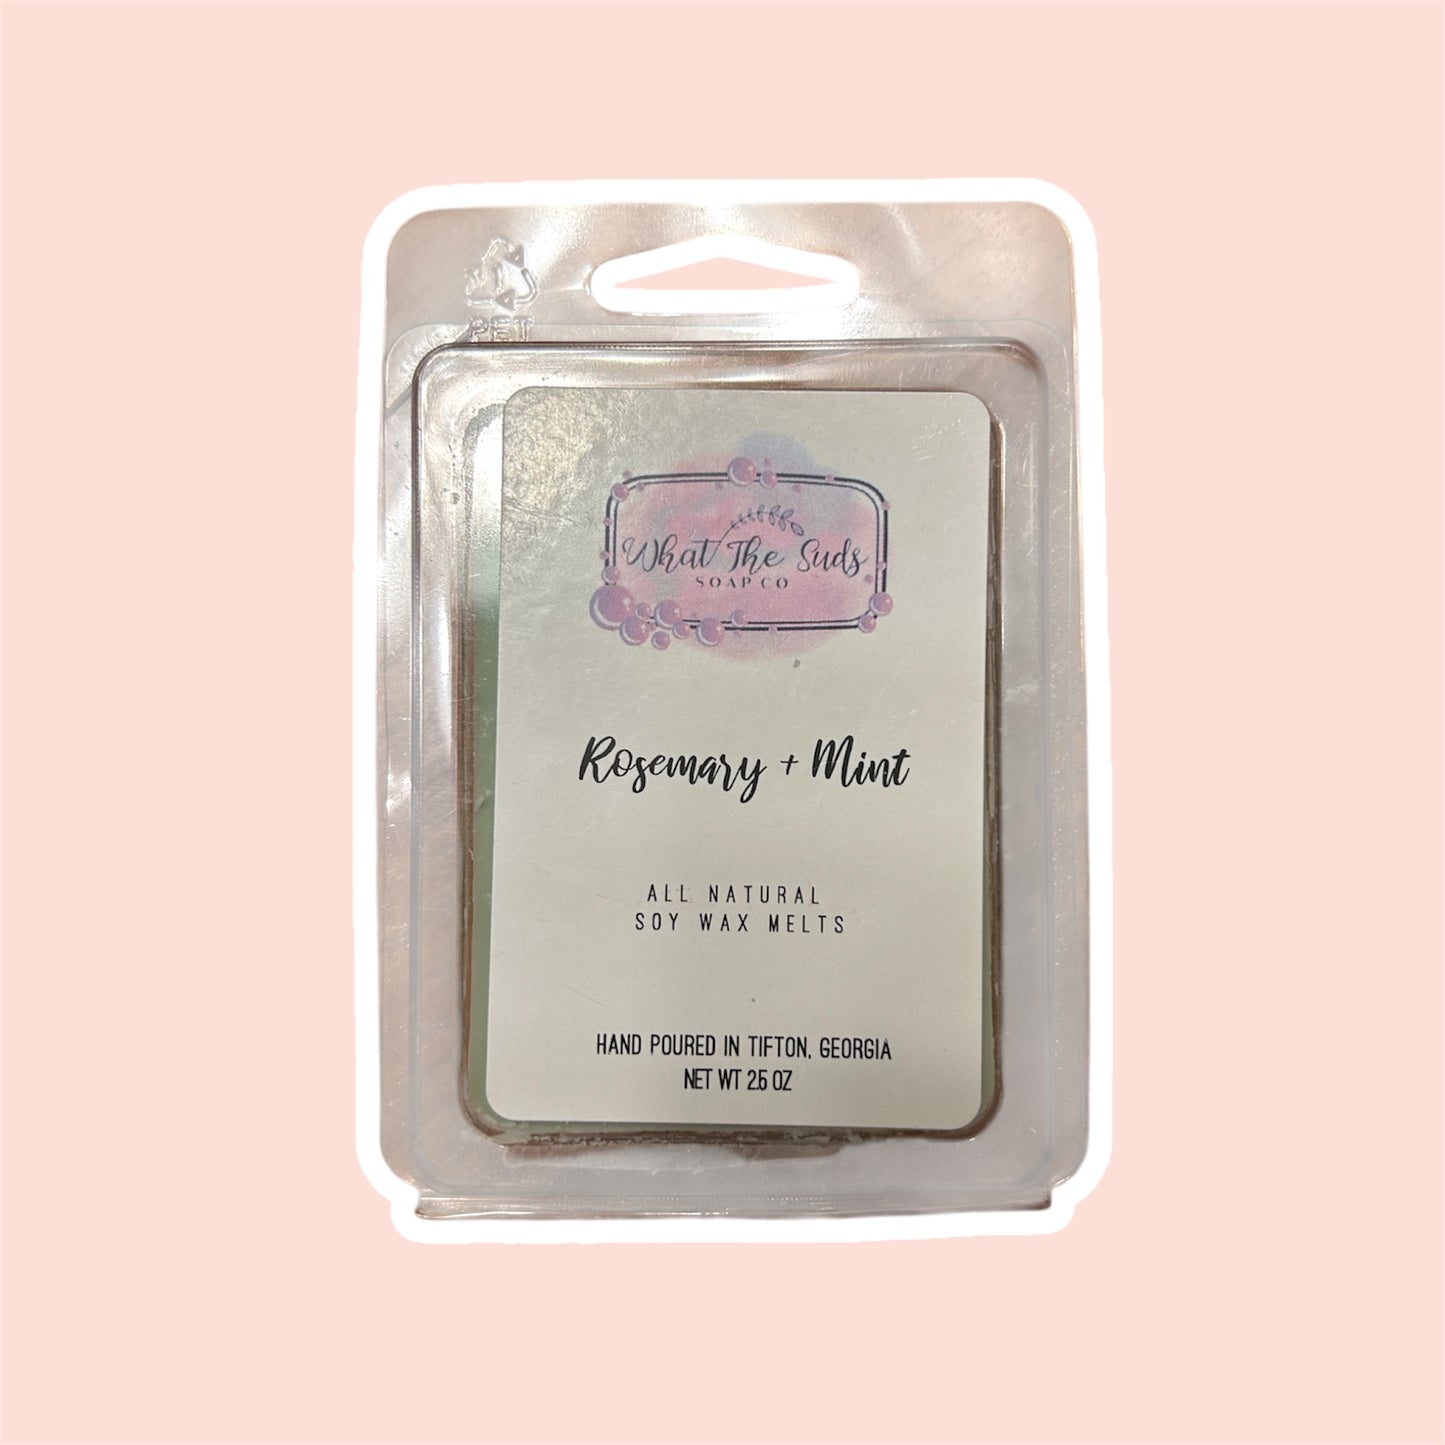 PET
What The Suds
SOAP CO
Rosemary + Mint
ALL NATURAL
SOY WAX MELTS
HAND POURED IN TIFTON, GEORGIA
NET WT 2.5 OZ